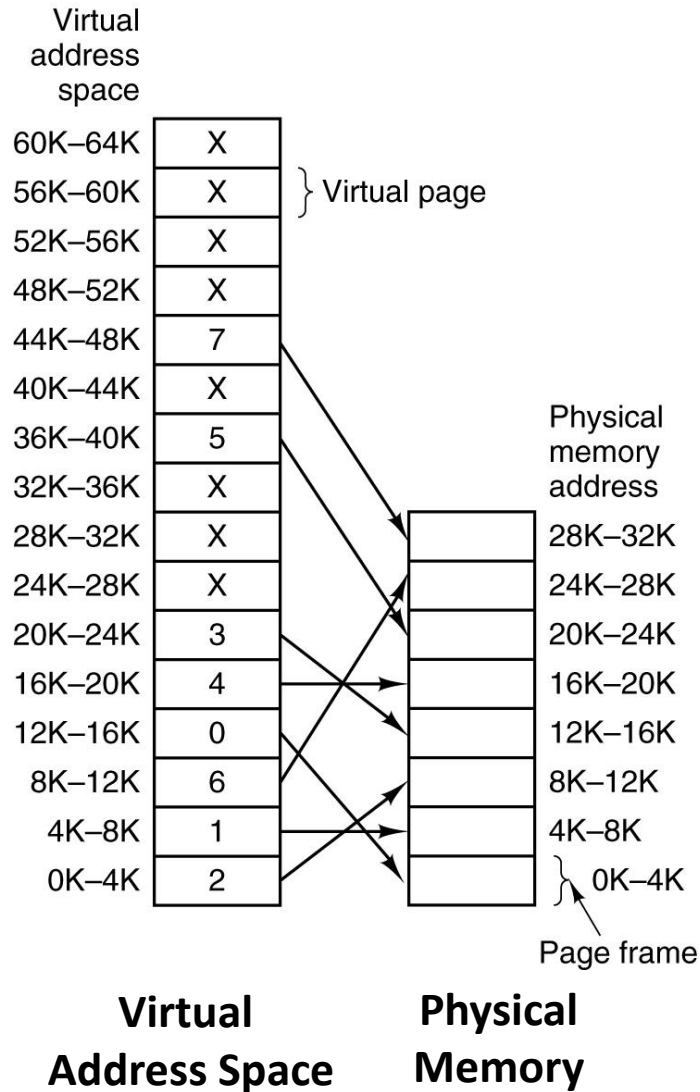 Virtual
address
space
60K–64K X
56K–60K X Virtual page
52K–56K X
48K–52K X
44K–48K 7
40K–44K X
36K–40K 5
32K–36K X
28K–32K X
24K–28K X
20K–24K 3
16K–20K 4
12K–16K 0
8K–12K 6
4K–8K 1
0K–4K 2
Physical
memory
address
28K–32K
24K–28K
20K–24K
16K–20K
12K–16K
8K–12K
4K–8K
0K–4K
Page frame
Virtual
Address Space
Physical
Memory